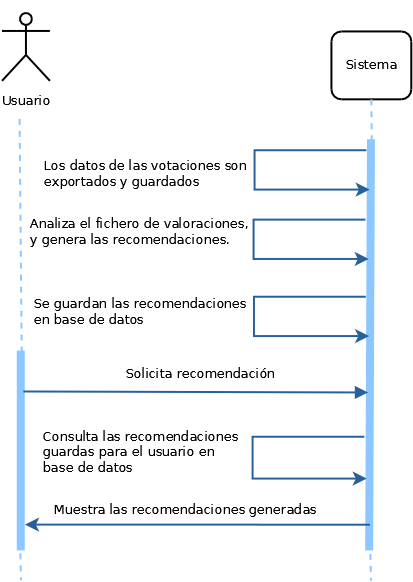 Usuario
Sistema
Los datos de las votaciones son
exportados y guardados
Analiza el fichero de valoraciones,
y genera las recomendaciones.
Se guardan las recomendaciones
en base de datos
Solicita recomendación
Consulta las recomendaciones
guardas para el usuario en
base de datos
Muestra las recomendaciones generadas